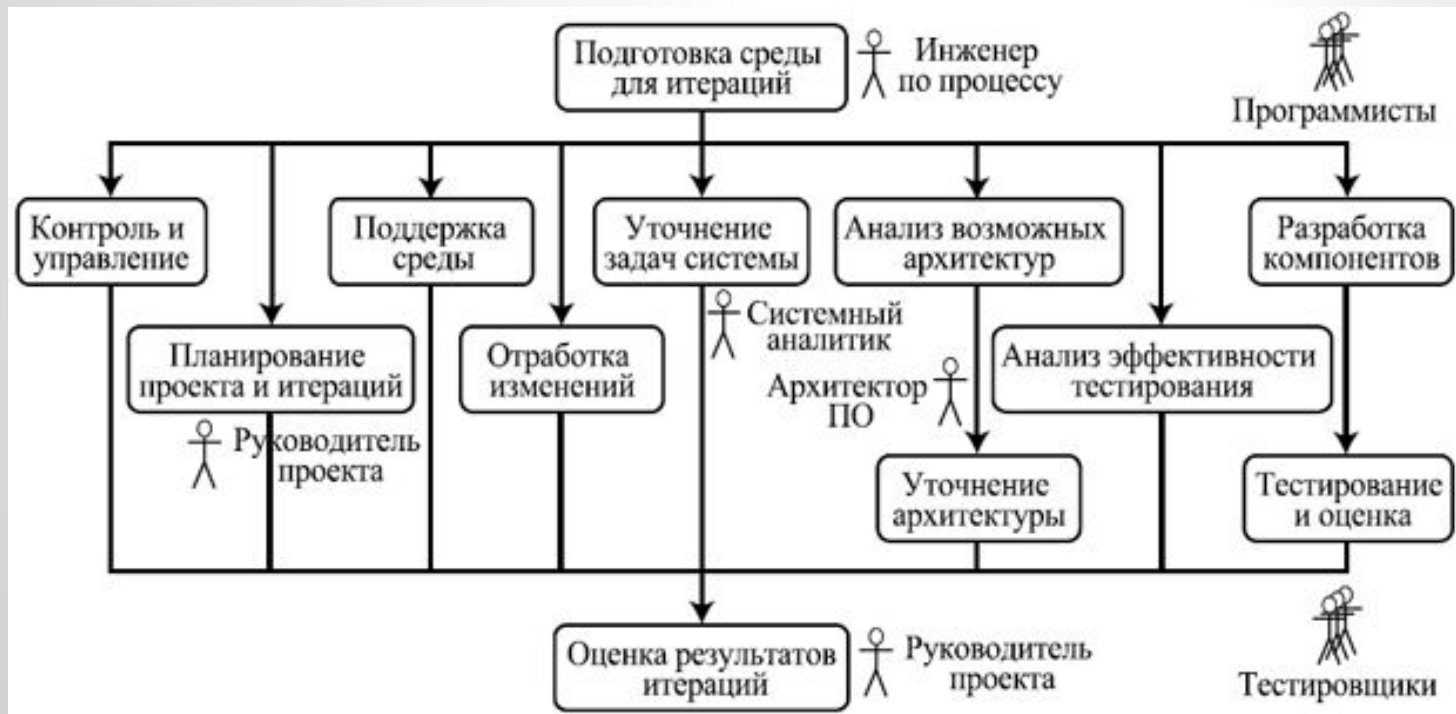 Подготовка среды
для итераций
Инженер
по процессу
Программисты
Контроль и
управление
Поддержка
среды
Уточнение
задач системы
Анализ возможных
архитектур
Разработка
компонентов
Системный
аналитик
Планирование
проекта и итераций
Отработка
изменений
Анализ эффективности
тестирования
Архитектор
ПО
Руководитель
проекта
Уточнение
архитектуры
Тестирование
и оценка
Оценка результатов
итераций
Руководитель
проекта
Тестировщики